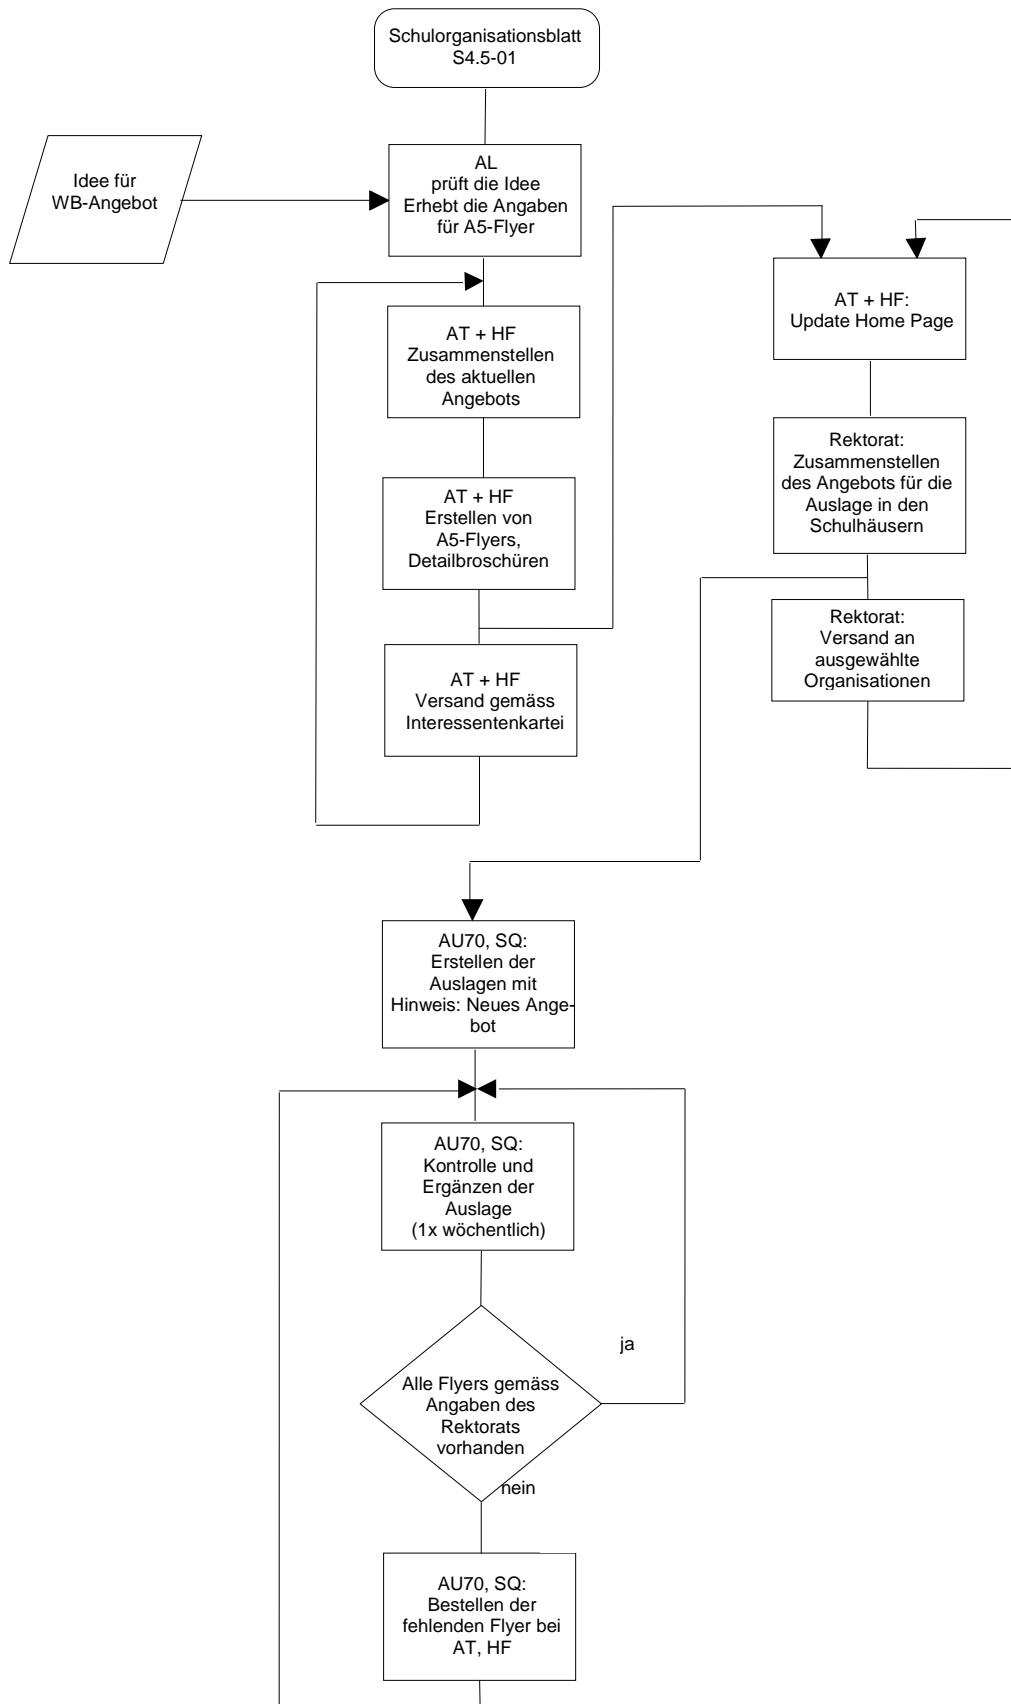 Schulorganisationsblatt
S4.5-01
Idee für
WB-Angebot
AL
prüft die Idee
Erhebt die Angaben
für A5-Flyer
AT + HF
Zusammenstellen
des aktuellen
Angebots
AT + HF
Erstellen von
A5-Flyers,
Detailbroschüren
AT + HF
Versand gemäss
Interessentenkartei
AT + HF:
Update Home Page
Rektorat:
Zusammenstellen
des Angebots für die
Auslage in den
Schulhäusern
Rektorat:
Versand an
ausgewählte
Organisationen
AU70, SQ:
Erstellen der
Auslagen mit
Hinweis: Neues Ange-
bot
AU70, SQ:
Kontrolle und
Ergänzen der
Auslage
(1x wöchentlich)
ja
Alle Flyers gemäss
Angaben des
Rektorats
vorhanden
nein
AU70, SQ:
Bestellen der
fehlenden Flyer bei
AT, HF